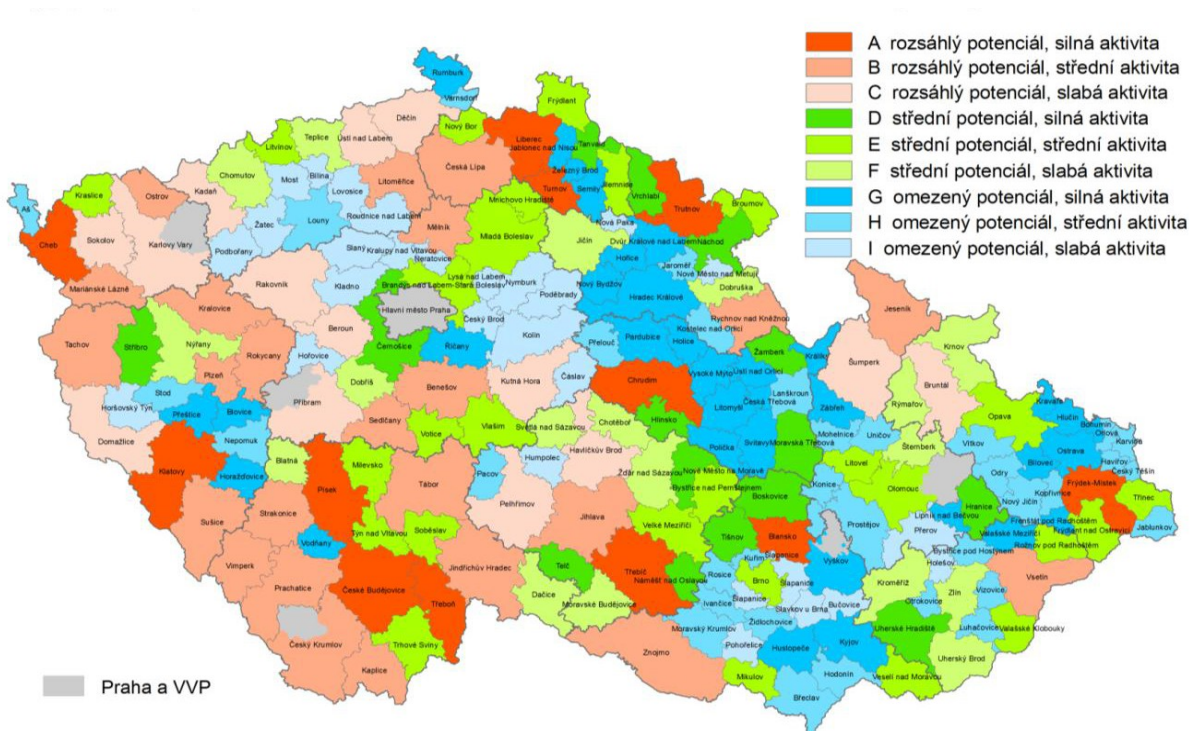 A rozsáhlý potenciál, silná aktivita
B rozsáhlý potenciál, střední aktivita
C rozsáhlý potenciál, slabá aktivita
D střední potenciál, silná aktivita
E střední potenciál, střední aktivita
F střední potenciál, slabá aktivita
G omezený potenciál, silná aktivita
H omezený potenciál, střední aktivita
I omezený potenciál, slabá aktivita
Rumburk
Varnsdorf
Děčín
Nový Bor
Frýdlant
Liberec
Jablonec nad Nisou
Tanvald
Teplice
Ústí nad Labem
Litvínov
Česká Lípa
Železný Brod
Semily
Jilemnice
Vrchlabí
Trutnov
Broumov
Turnov
Chomutov
Most
Bílina
Lovosice
Litoměřice
Aš
Kraslice
Ostrov
Kadaň
Mnichovo Hradiště
Mělník
Roudnice nad Labem
Louny
Žatec
Cheb
Sokolov
Karlovy Vary
Podbořany
Mladá Boleslav
Jičín
Nová Paka
Dvůr Králové nad Labem
Náchod
Hořice
Jaroměř
Nové Město nad Metují
Dobruška
Slaný
Kralupy nad Vltavou
Neratovice
Mariánské Lázně
Rakovník
Kladno
Brandýs nad Labem-Stará Boleslav
Lysá nad Labem
Nymburk
Poděbrady
Nový Bydžov
Hradec Králové
Rychnov nad Kněžnou
Kostelec nad Orlicí
Jeseník
Kralovice
Beroun
Hlavní město Praha
Český Brod
Kolín
Přelouč
Pardubice
Holice
Tachov
Stříbro
Nýřany
Plzeň
Rokycany
Hořovice
Černošice
Říčany
Kutná Hora
Čáslav
Chrudim
Vysoké Mýto
Ústí nad Orlicí
Žamberk
Králíky
Šumperk
Bruntál
Krnov
Rýmařov
Dobříš
Benešov
Příbram
Sedlčany
Vlašim
Votice
Světlá nad Sázavou
Chotěboř
Hlinsko
Litomyšl
Česká Třebová
Lanškroun
Zábřeh
Horšovský Týn
Stod
Přeštice
Blovice
Nepomuk
Domažlice
Klatovy
Horažďovice
Blatná
Písek
Milevsko
Tábor
Pacov
Humpolec
Havlíčkův Brod
Žďár nad Sázavou
Polička
Svitavy
Moravská Třebová
Mohelnice
Uničov
Šternberk
Opava
Kravaře
Hlučín
Bohumín
Orlová
Karviná
Vítkov
Ostrava
Havířov
Český Těšín
Bílovec
Odry
Litovel
Olomouc
Konice
Prostějov
Nové Město na Moravě
Bystřice nad Pernštejnem
Boskovice
Pelhřimov
Jihlava
Velké Meziříčí
Tišnov
Blansko
Hranice
Nový Jičín
Kopřivnice
Frýdek-Místek
Třinec
Jablunkov
Frenštát pod Radhoštěm
Frýdlant nad Ostravicí
Valašské Meziříčí
Rožnov pod Radhoštěm
Lipník nad Bečvou
Přerov
Bystřice pod Hostýnem
Holešov
Sušice
Strakonice
Vodňany
Týn nad Vltavou
Soběslav
Vimperk
Prachatice
České Budějovice
Třeboň
Jindřichův Hradec
Telč
Dačice
Třebíč
Náměšť nad Oslavou
Moravské Budějovice
Kuřim
Šlapanice
Vyškov
Rosice
Brno
Šlapanice
Šlapanice
Ivančice
Slavkov u Brna
Bučovice
Kroměříž
Zlín
Otrokovice
Vizovice
Vsetín
Český Krumlov
Trhové Sviny
Kaplice
Znojmo
Moravský Krumlov
Židlochovice
Pohořelice
Hustopeče
Kyjov
Uherské Hradiště
Luhačovice
Valašské Klobouky
Uherský Brod
Veselí nad Moravou
Hodonín
Mikulov
Břeclav
Praha a VVP